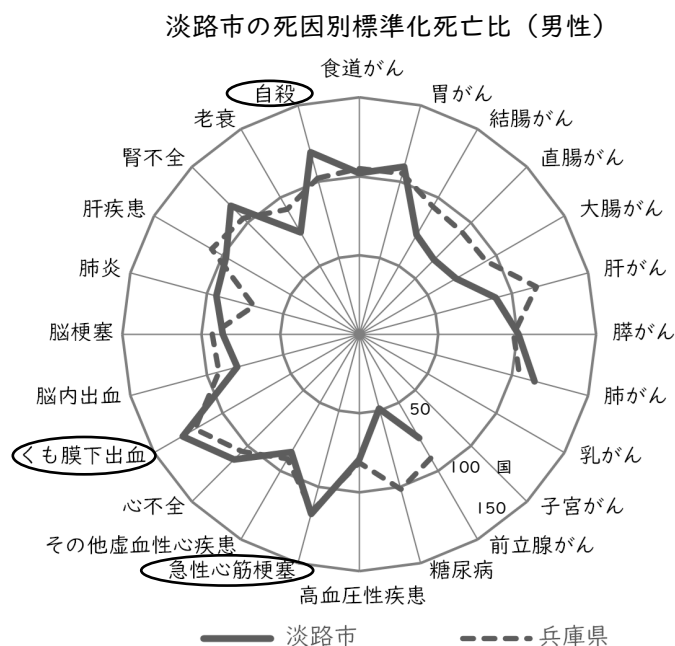 淡路市の死因別標準化死亡比（男性）
食道がん
胃がん
結腸がん
直腸がん
大腸がん
肝がん
膵がん
肺がん
乳がん
子宮がん
前立腺がん
糖尿病
高血圧性疾患
急性心筋梗塞
その他虚血性心疾患
心不全
くも膜下出血
脳内出血
脳梗塞
肺炎
肝疾患
腎不全
老衰
自殺
50
100 国
150
淡路市
兵庫県